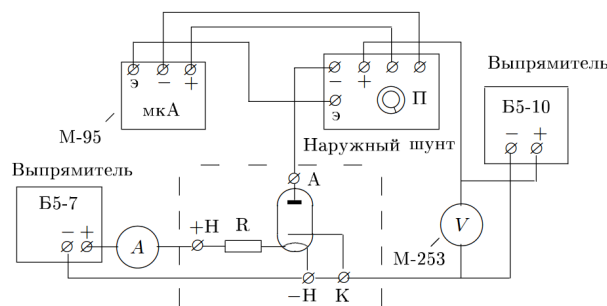 э − +
мкА
М-95
− +
э
П
Наружный шунт
Выпрямитель
Б5-10
− +
Выпрямитель
Б5-7
− +
A
+Н
R
А
−Н
К
V
М-253